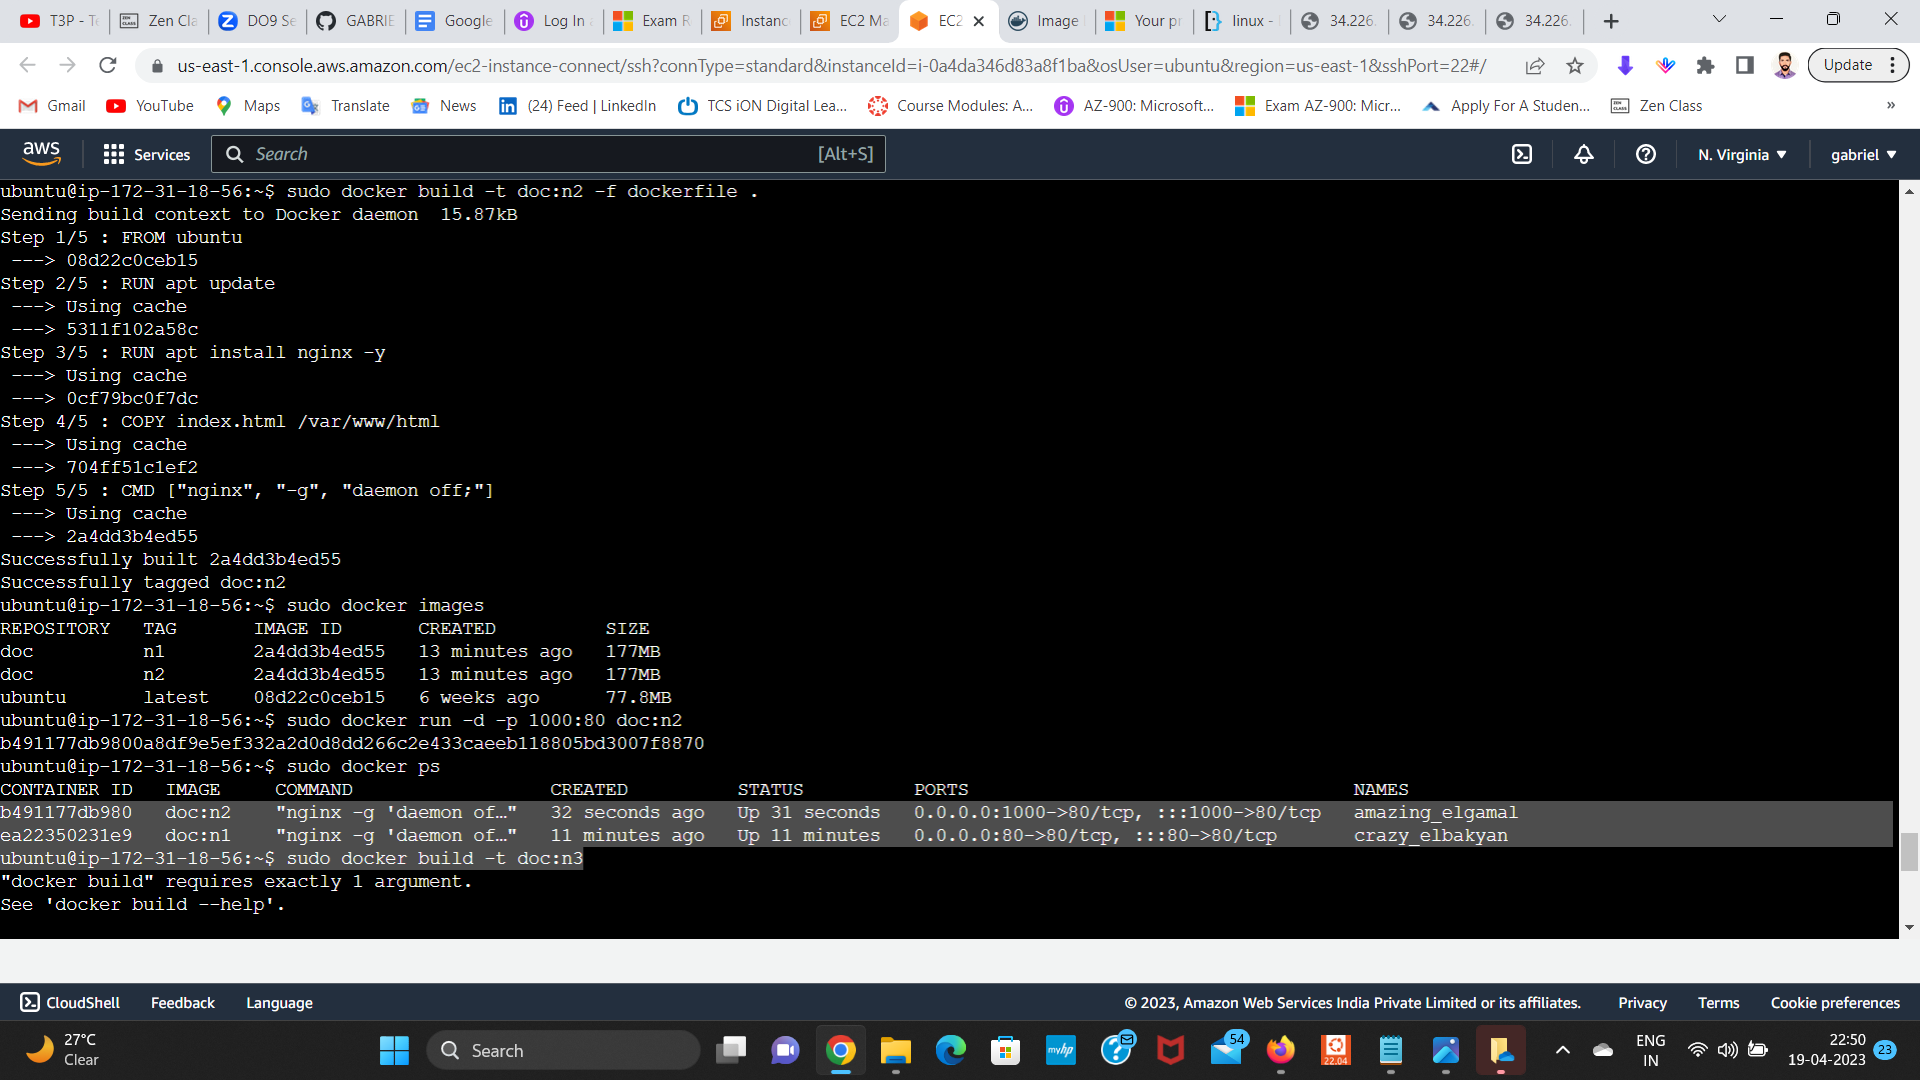 T3P - Te
Zen Cla
DO9 Se
GABRIE
Google
Log In
Exam R
Instanc
EC2 Ma
EC2
Image
Your pr
linux -
34.226.
34.226.
34.226.
us-east-1.console.aws.amazon.com/ec2-instance-connect/ssh?connType=standard&instanceId=i-0a4da346d83a8f1ba&osUser=ubuntu&region=us-east-1&sshPort=22#/
Update
Gmail
YouTube
Maps
Translate
News
(24) Feed | LinkedIn
TCS iON Digital Lea...
Course Modules: A...
AZ-900: Microsoft...
Exam AZ-900: Micr...
Apply For A Studen...
Zen Class
»
aws
Services
Search
[Alt+S]
N. Virginia
gabriel
ubuntu@ip-172-31-18-56:~$ sudo docker build -t doc:n2 -f dockerfile .
Sending build context to Docker daemon  15.87kB
Step 1/5 : FROM ubuntu
 ---> 08d22c0ceb15
Step 2/5 : RUN apt update
 ---> Using cache
 ---> 5311f102a58c
Step 3/5 : RUN apt install nginx -y
 ---> Using cache
 ---> 0cf79bc0f7dc
Step 4/5 : COPY index.html /var/www/html
 ---> Using cache
 ---> 704ff51c1ef2
Step 5/5 : CMD ["nginx", "-g", "daemon off;"]
 ---> Using cache
 ---> 2a4dd3b4ed55
Successfully built 2a4dd3b4ed55
Successfully tagged doc:n2
ubuntu@ip-172-31-18-56:~$ sudo docker images
REPOSITORY   TAG       IMAGE ID       CREATED          SIZE
doc          n1        2a4dd3b4ed55   13 minutes ago   177MB
doc          n2        2a4dd3b4ed55   13 minutes ago   177MB
ubuntu       latest    08d22c0ceb15   6 weeks ago      77.8MB
ubuntu@ip-172-31-18-56:~$ sudo docker run -d -p 1000:80 doc:n2
b491177db9800a8df9e5ef332a2d0d8dd266c2e433caeeb118805bd3007f8870
ubuntu@ip-172-31-18-56:~$ sudo docker ps
CONTAINER ID   IMAGE     COMMAND                  CREATED          STATUS          PORTS                                   NAMES
b491177db980   doc:n2    "nginx -g 'daemon of…"   32 seconds ago   Up 31 seconds   0.0.0.0:1000->80/tcp, :::1000->80/tcp   amazing_elgamal
ea22350231e9   doc:n1    "nginx -g 'daemon of…"   11 minutes ago   Up 11 minutes   0.0.0.0:80->80/tcp, :::80->80/tcp       crazy_elbakyan
ubuntu@ip-172-31-18-56:~$ sudo docker build -t doc:n3
"docker build" requires exactly 1 argument.
See 'docker build --help'.
CloudShell
Feedback
Language
© 2023, Amazon Web Services India Private Limited or its affiliates.
Privacy
Terms
Cookie preferences
27°C
Clear
Search
myhp
54
22.04
ENG
IN
22:50
19-04-2023
23